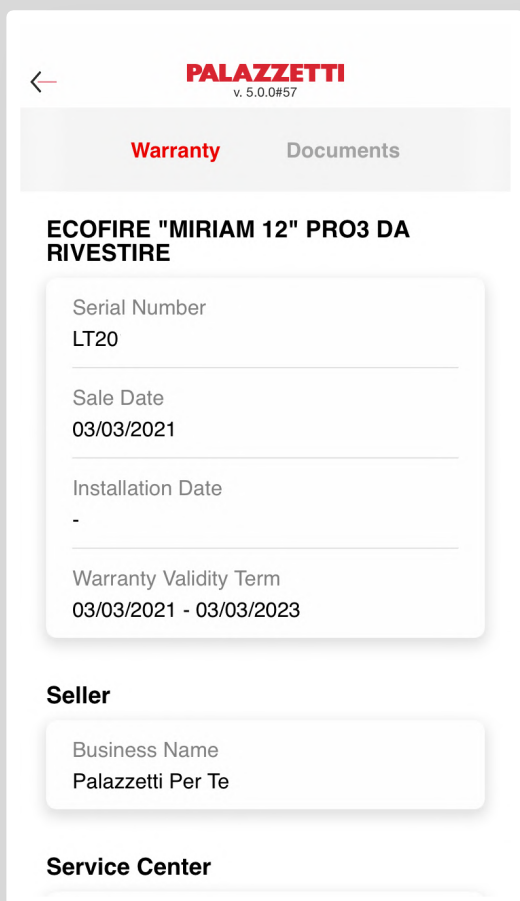 PALAZZETTI
v. 5.0.0#57
Warranty Documents
ECOFIRE "MIRIAM 12" PRO3 DA
RIVESTIRE
Serial Number
LT20
Sale Date
03/03/2021
Installation Date
-
Warranty Validity Term
03/03/2021 - 03/03/2023
Seller
Business Name
Palazzetti Per Te
Service Center